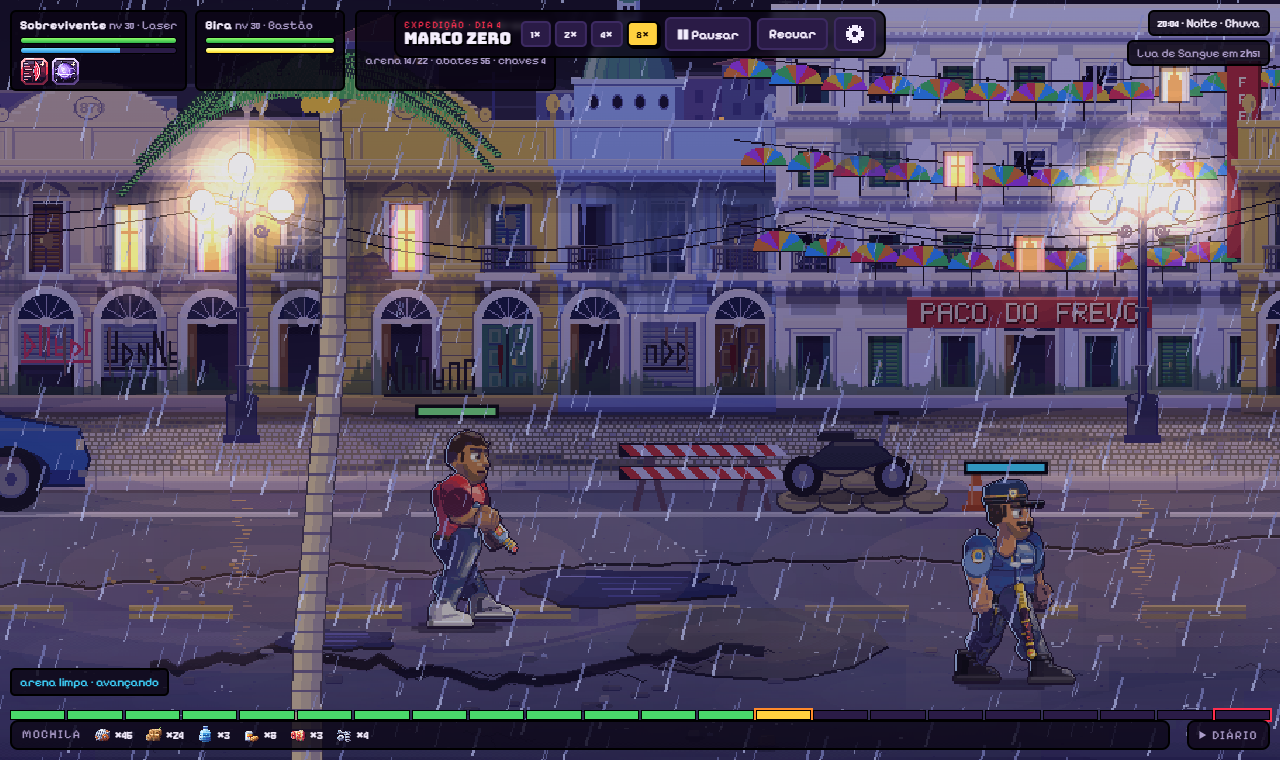 Sobrevivente nv 30 · Laser
Gira nv 30 · Bastão
EXPEDIÇÃO · DIA 4
MARCO ZERO
1×
2×
4×
8×
Pausar
Recuar
arena 14/22 · abates 56 · chaves 4
20:04 · Noite · Chuva
Lua de Sangue em 2h51
PAÇO DO FREVO
arena limpa · avançando
MOCHILA ×45 ×24 ×3 ×6 ×3 ×4
DIÁRIO